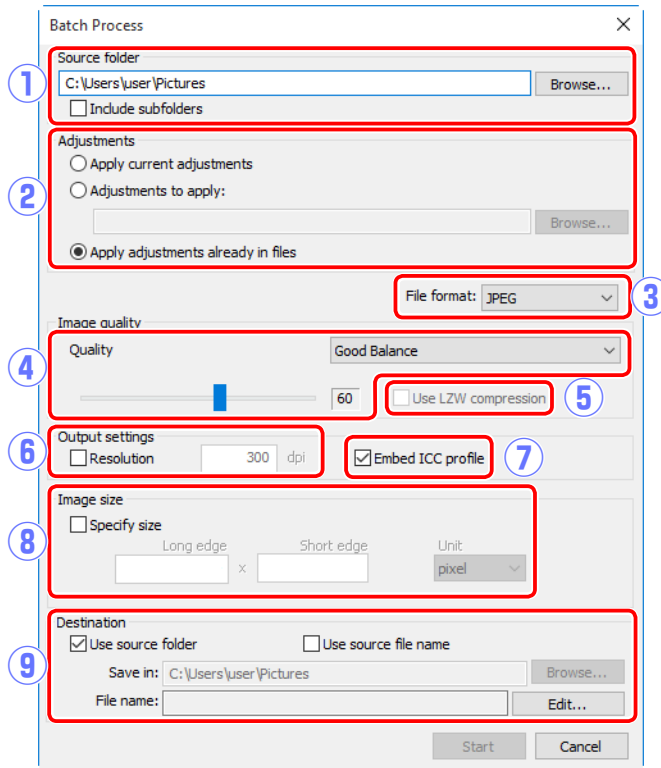 Batch Process
Source folder
1 C:\Users\user\Pictures Browse...
Include subfolders
Adjustments
Apply current adjustments
2 Adjustments to apply:
Browse...
Apply adjustments already in files
File format: JPEG 3
Image quality
4 Quality Good Balance
60 Use LZW compression 5
Output settings
6 Resolution 300 dpi Embed ICC profile 7
Image size
8 Specify size
Long edge Short edge Unit
x pixel
Destination
Use source folder Use source file name
9 Save in: C:\Users\user\Pictures Browse...
File name: Edit...
Start Cancel